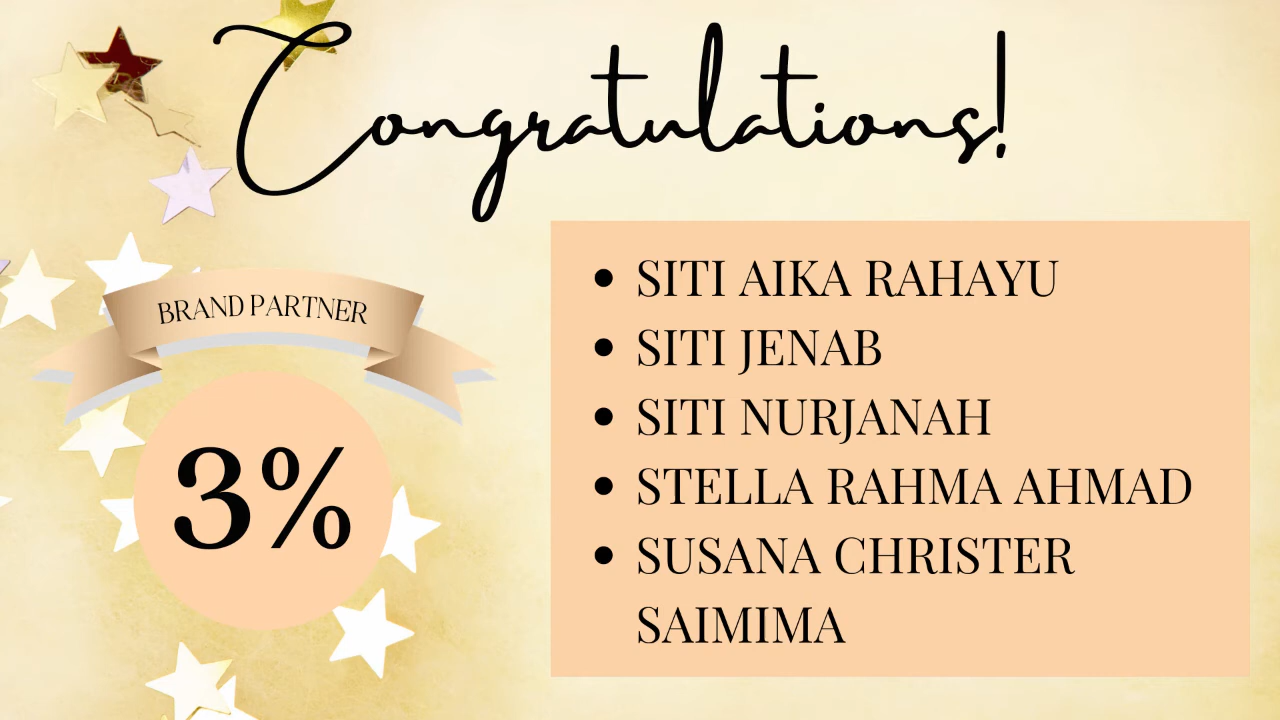 Congratulations!
BRAND PARTNER
3%
• SITI AIKA RAHAYU
• SITI JENAB
• SITI NURJANAH
• STELLA RAHMA AHMAD
• SUSANA CHRISTER
SAIMIMA